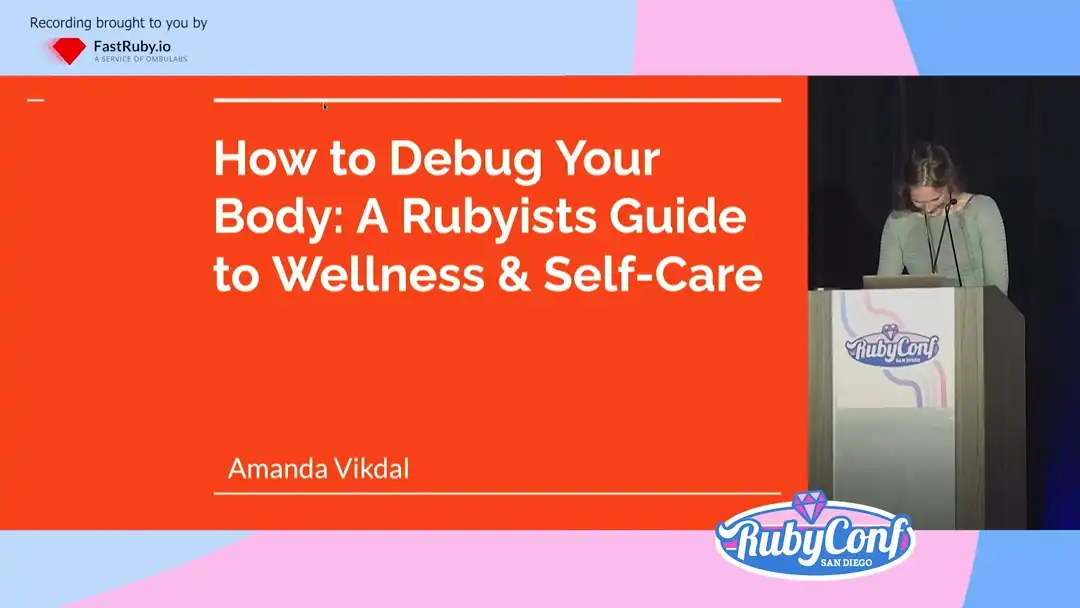 Recording brought to you by
FastRuby.io
A SERVICE OF OMBULABS
How to Debug Your
Body: A Rubyists Guide
to Wellness & Self-Care
Amanda Vikdal
RubyConf
SAN DIEGO
RubyConf
SAN DIEGO